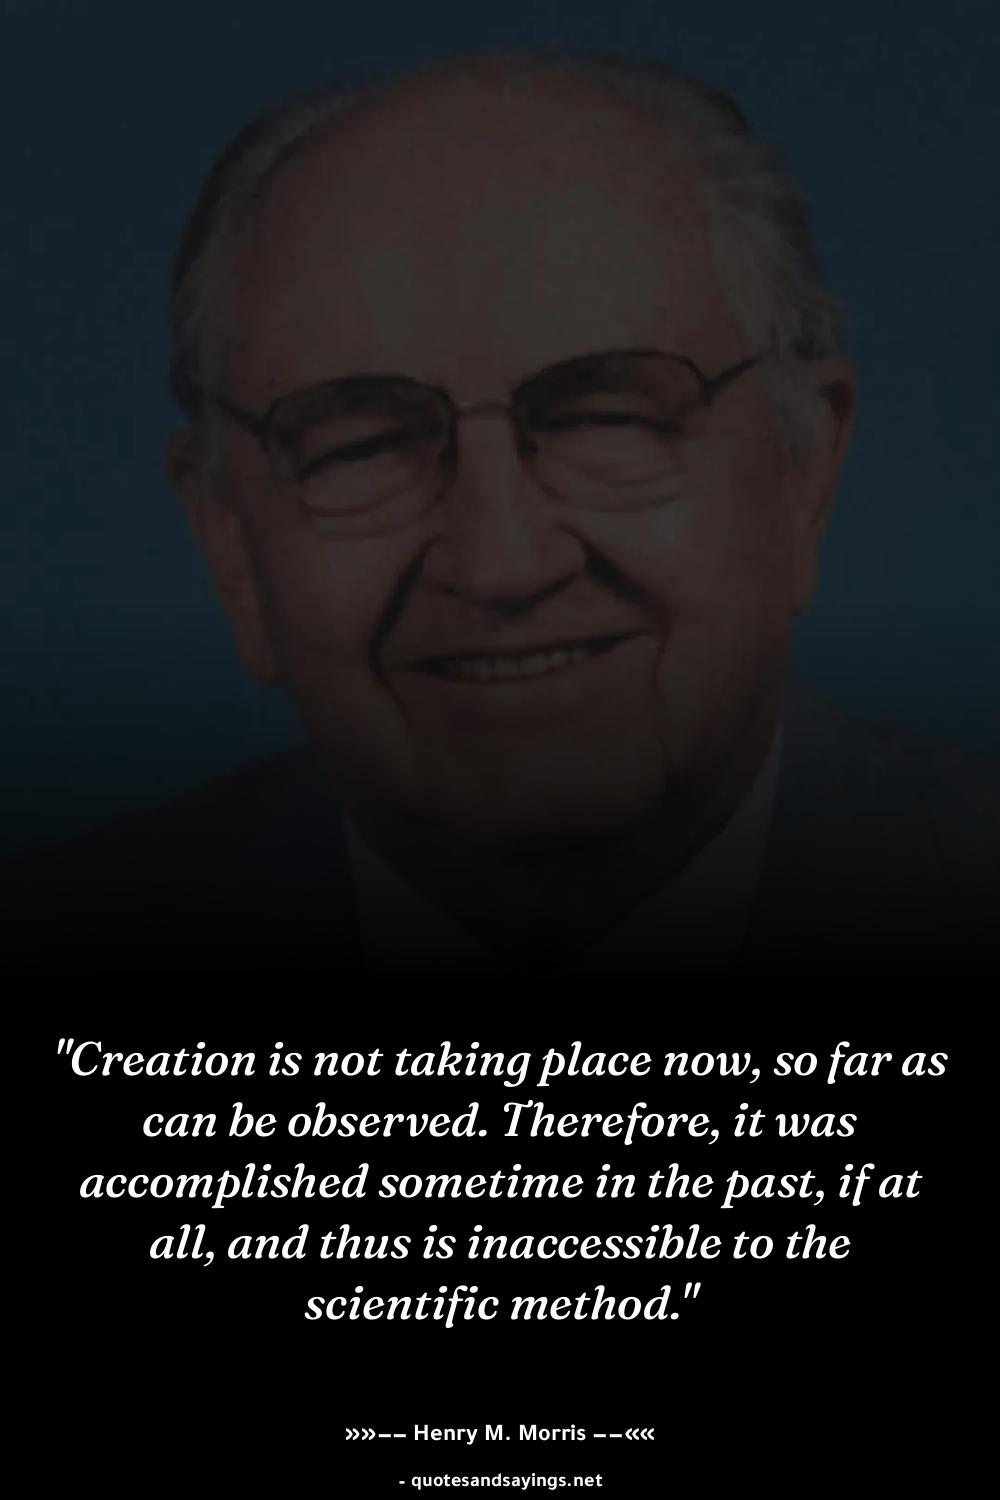 "Creation is not taking place now, so far as
can be observed. Therefore, it was
accomplished sometime in the past, if at
all, and thus is inaccessible to the
scientific method."
»»–– Henry M. Morris ––««
- quotesandsayings.net